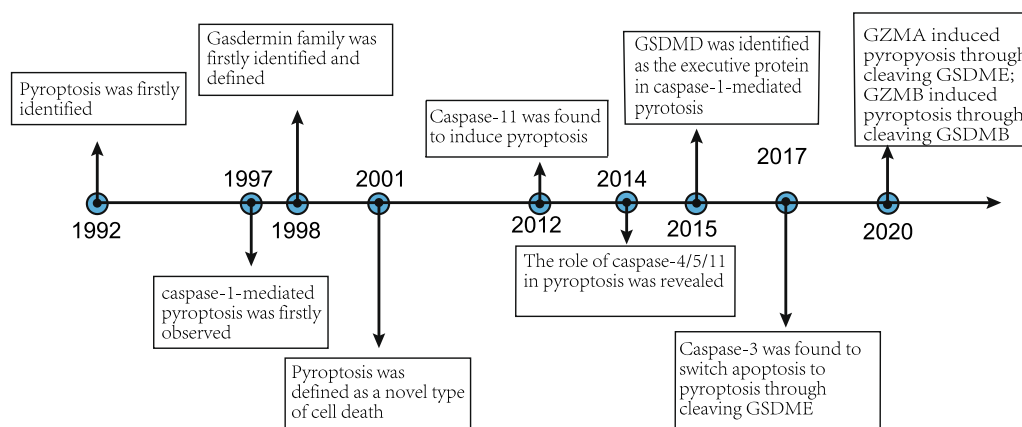 Pyroptosis was firstly
identified
1992
1997
caspase-1-mediated
pyroptosis was firstly
observed
Gasdermin family was
firstly identified and
defined
1998
2001
Pyroptosis was
defined as a novel type
of cell death
Caspase-11 was found
to induce pyroptosis
2012
2014
The role of caspase-4/5/11
in pyroptosis was revealed
GSDMD was identified
as the executive protein
in caspase-1-mediated
pyrotosis
2015
2017
Caspase-3 was found to
switch apoptosis to
pyroptosis through
cleaving GSDME
GZMA induced
pyropyosis through
cleaving GSDME;
GZMB induced
pyroptosis through
cleaving GSDMB
2020